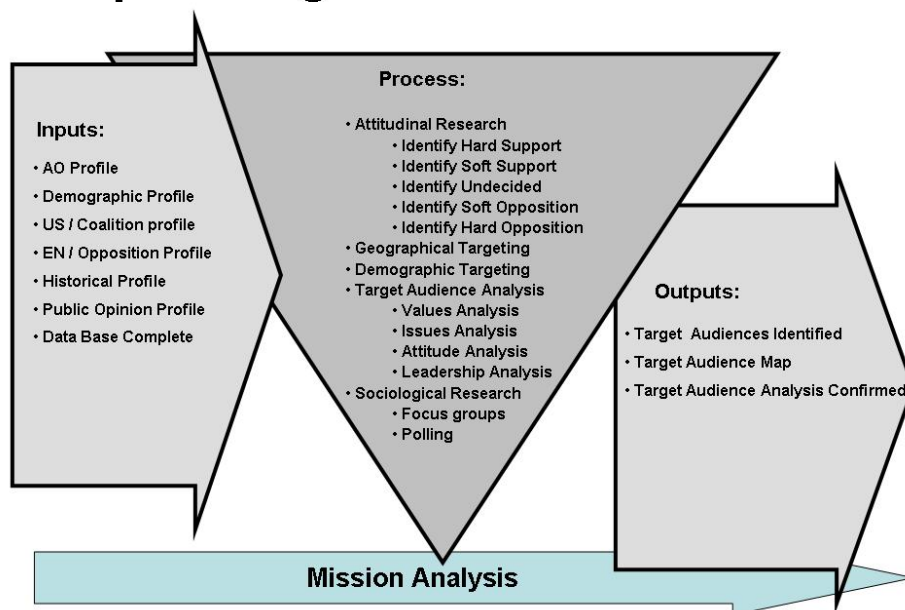 Inputs:
• AO Profile
• Demographic Profile
• US / Coalition profile
• EN / Opposition Profile
• Historical Profile
• Public Opinion Profile
• Data Base Complete
Process:
• Attitudinal Research
• Identify Hard Support
• Identify Soft Support
• Identify Undecided
• Identify Soft Opposition
• Identify Hard Opposition
• Geographical Targeting
• Demographic Targeting
• Target Audience Analysis
• Values Analysis
• Issues Analysis
• Attitude Analysis
• Leadership Analysis
• Sociological Research
• Focus groups
• Polling
Outputs:
• Target Audiences Identified
• Target Audience Map
• Target Audience Analysis Confirmed
Mission Analysis